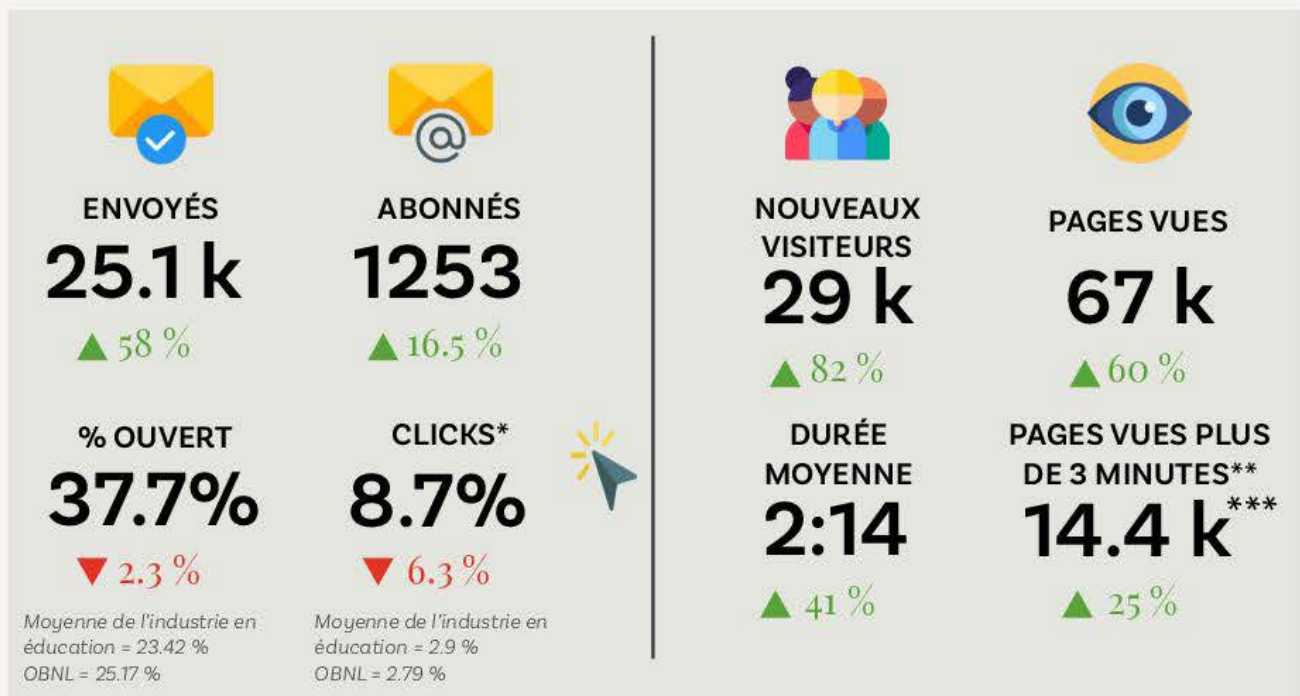 ENVOYÉS
25.1 k
▲ 58 %
ABONNÉS
1253
▲ 16.5 %
% OUVERT
37.7%
▼ 2.3 %
Moyenne de l'industrie en
éducation = 23.42 %
OBNL = 25.17 %
CLICKS*
8.7%
▼ 6.3 %
Moyenne de l'industrie en
éducation = 2.9 %
OBNL = 2.79 %
NOUVEAUX
VISITEURS
29 k
▲ 82 %
PAGES VUES
67 k
▲ 60 %
DURÉE
MOYENNE
2:14
▲ 41 %
PAGES VUES PLUS
DE 3 MINUTES**
14.4 k***
▲ 25 %